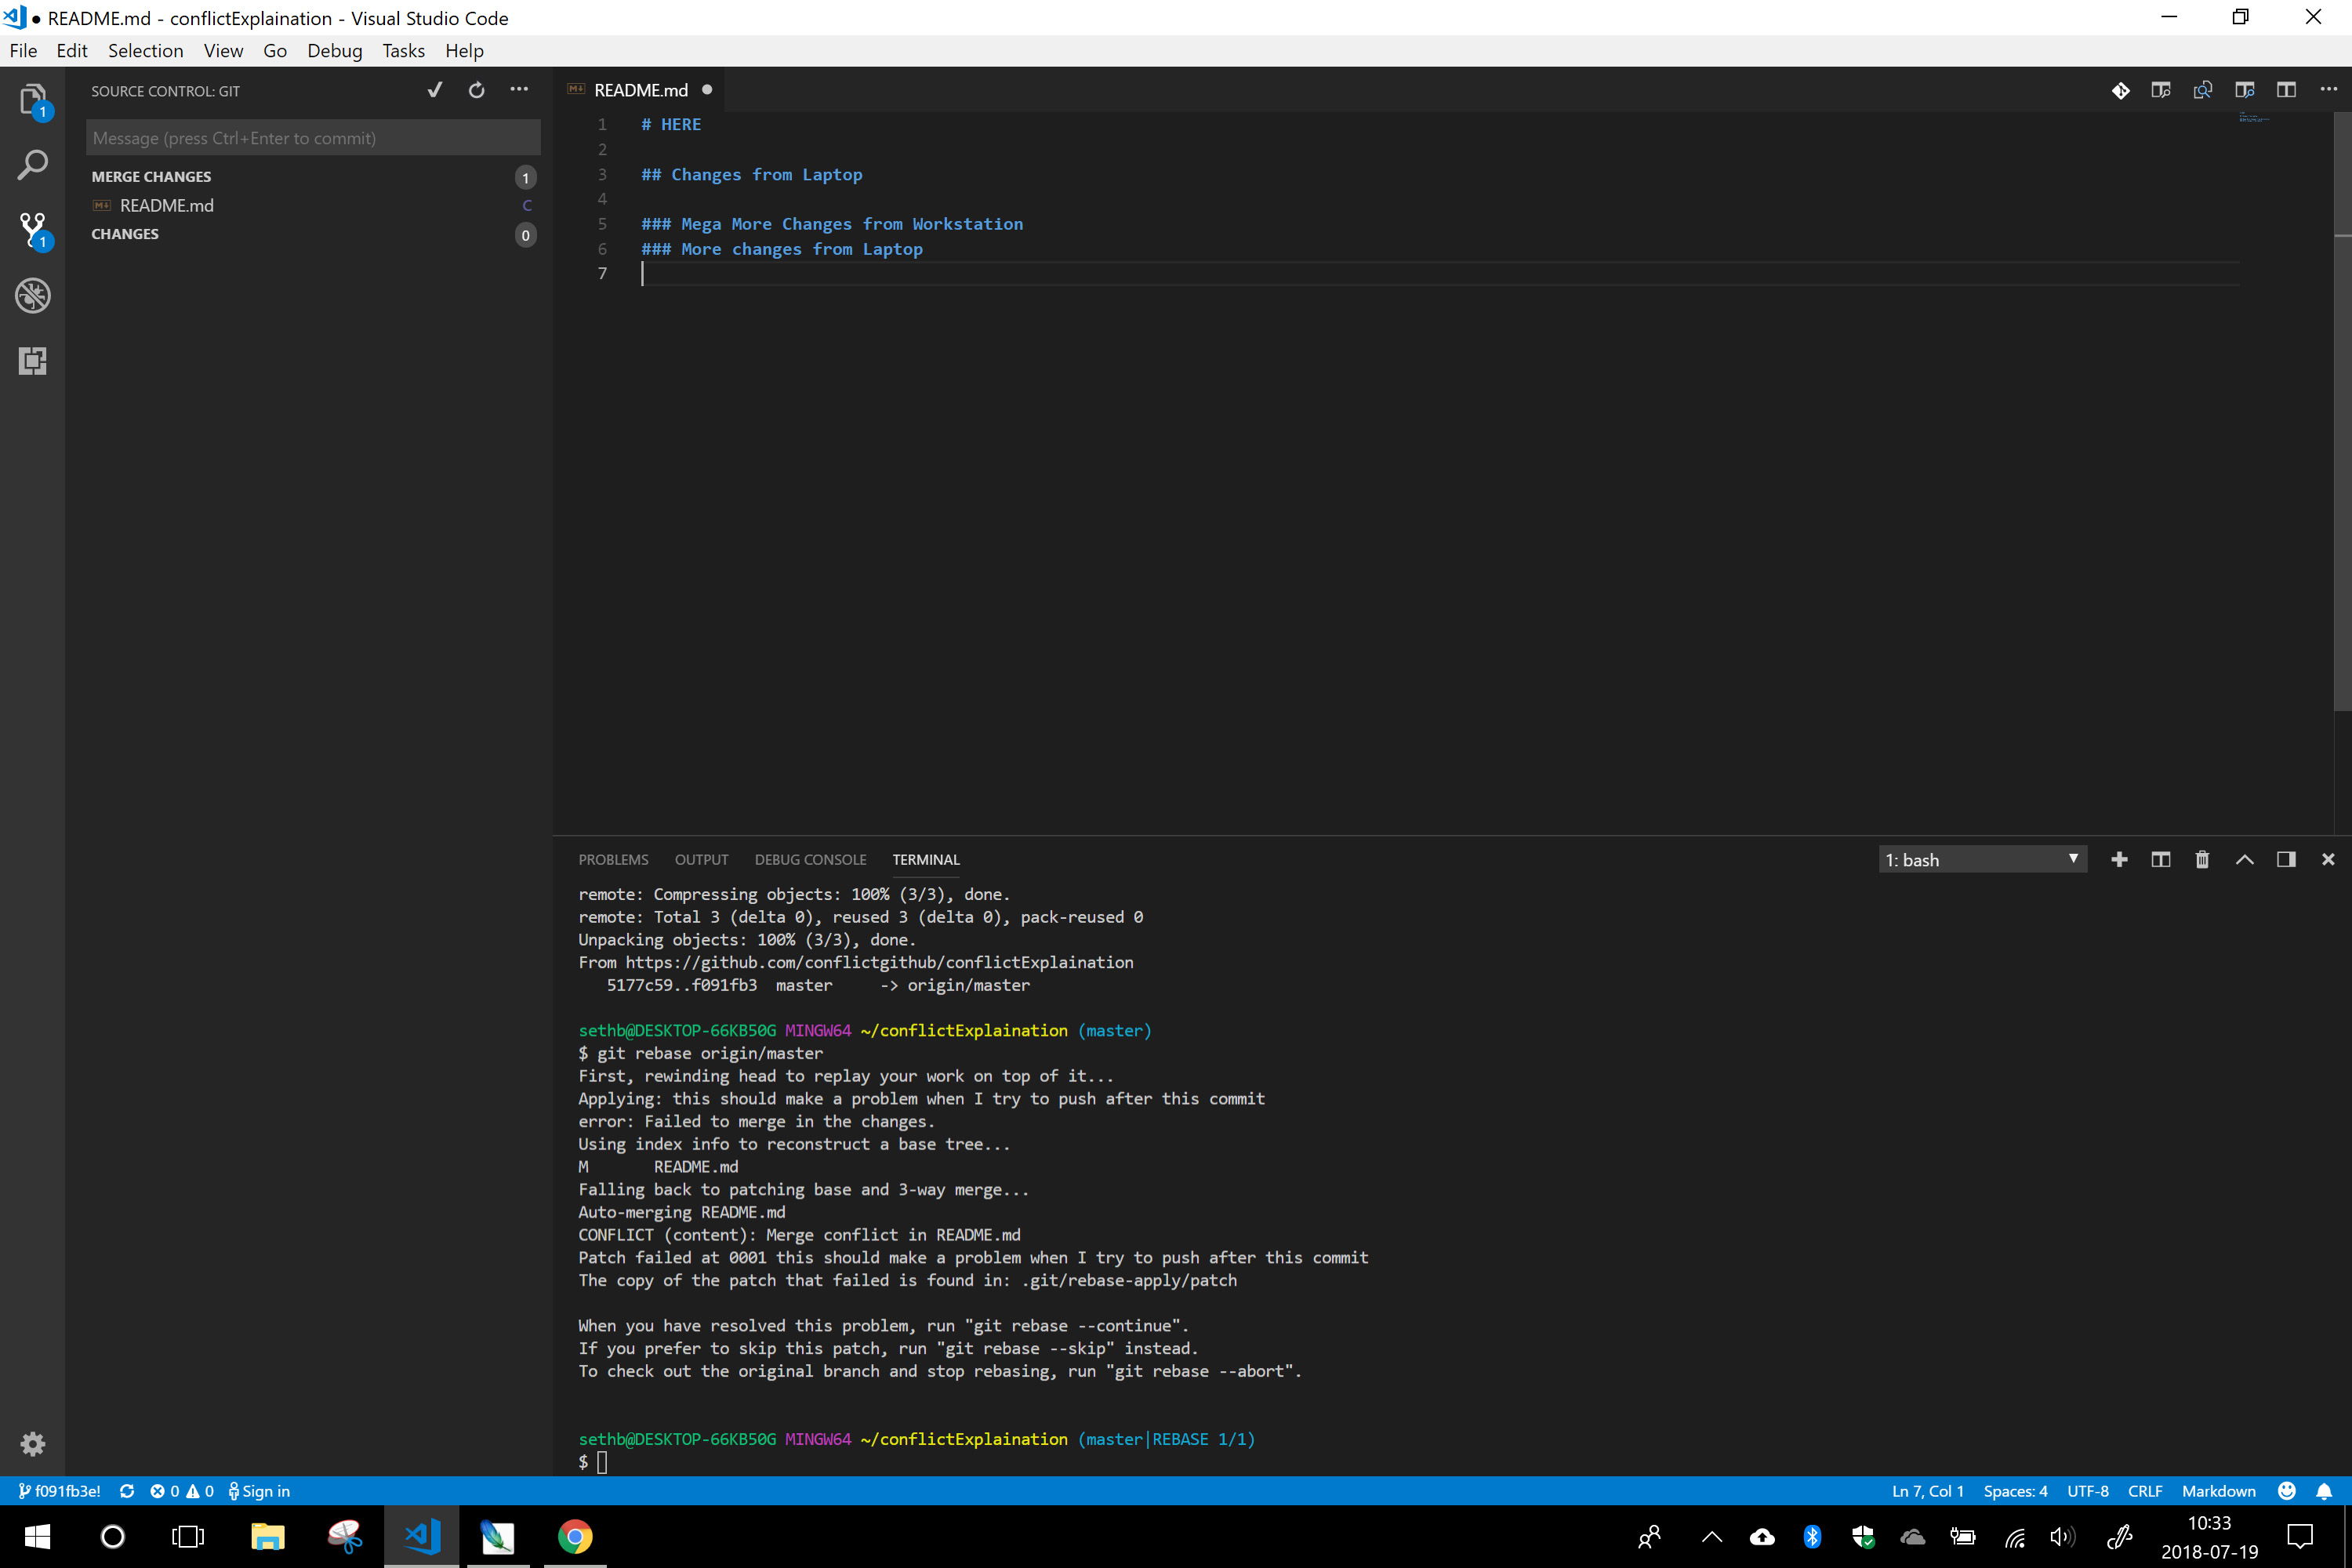 ● README.md - conflictExplaination - Visual Studio Code
File Edit Selection View Go Debug Tasks Help
SOURCE CONTROL: GIT
Message (press Ctrl+Enter to commit)
MERGE CHANGES 1
README.md C
CHANGES 0
1
1
README.md ●
1 # HERE
2
3 ## Changes from Laptop
4
5 ### Mega More Changes from Workstation
6 ### More changes from Laptop
7
PROBLEMS OUTPUT DEBUG CONSOLE TERMINAL 1: bash
remote: Compressing objects: 100% (3/3), done.
remote: Total 3 (delta 0), reused 3 (delta 0), pack-reused 0
Unpacking objects: 100% (3/3), done.
From https://github.com/conflictgithub/conflictExplaination
   5177c59..f091fb3  master     -> origin/master
sethb@DESKTOP-66KB50G MINGW64 ~/conflictExplaination (master)
$ git rebase origin/master
First, rewinding head to replay your work on top of it...
Applying: this should make a problem when I try to push after this commit
error: Failed to merge in the changes.
Using index info to reconstruct a base tree...
M       README.md
Falling back to patching base and 3-way merge...
Auto-merging README.md
CONFLICT (content): Merge conflict in README.md
Patch failed at 0001 this should make a problem when I try to push after this commit
The copy of the patch that failed is found in: .git/rebase-apply/patch
When you have resolved this problem, run "git rebase --continue".
If you prefer to skip this patch, run "git rebase --skip" instead.
To check out the original branch and stop rebasing, run "git rebase --abort".
sethb@DESKTOP-66KB50G MINGW64 ~/conflictExplaination (master|REBASE 1/1)
$
f091fb3e! 0 0 Sign in Ln 7, Col 1 Spaces: 4 UTF-8 CRLF Markdown
10:33
2018-07-19